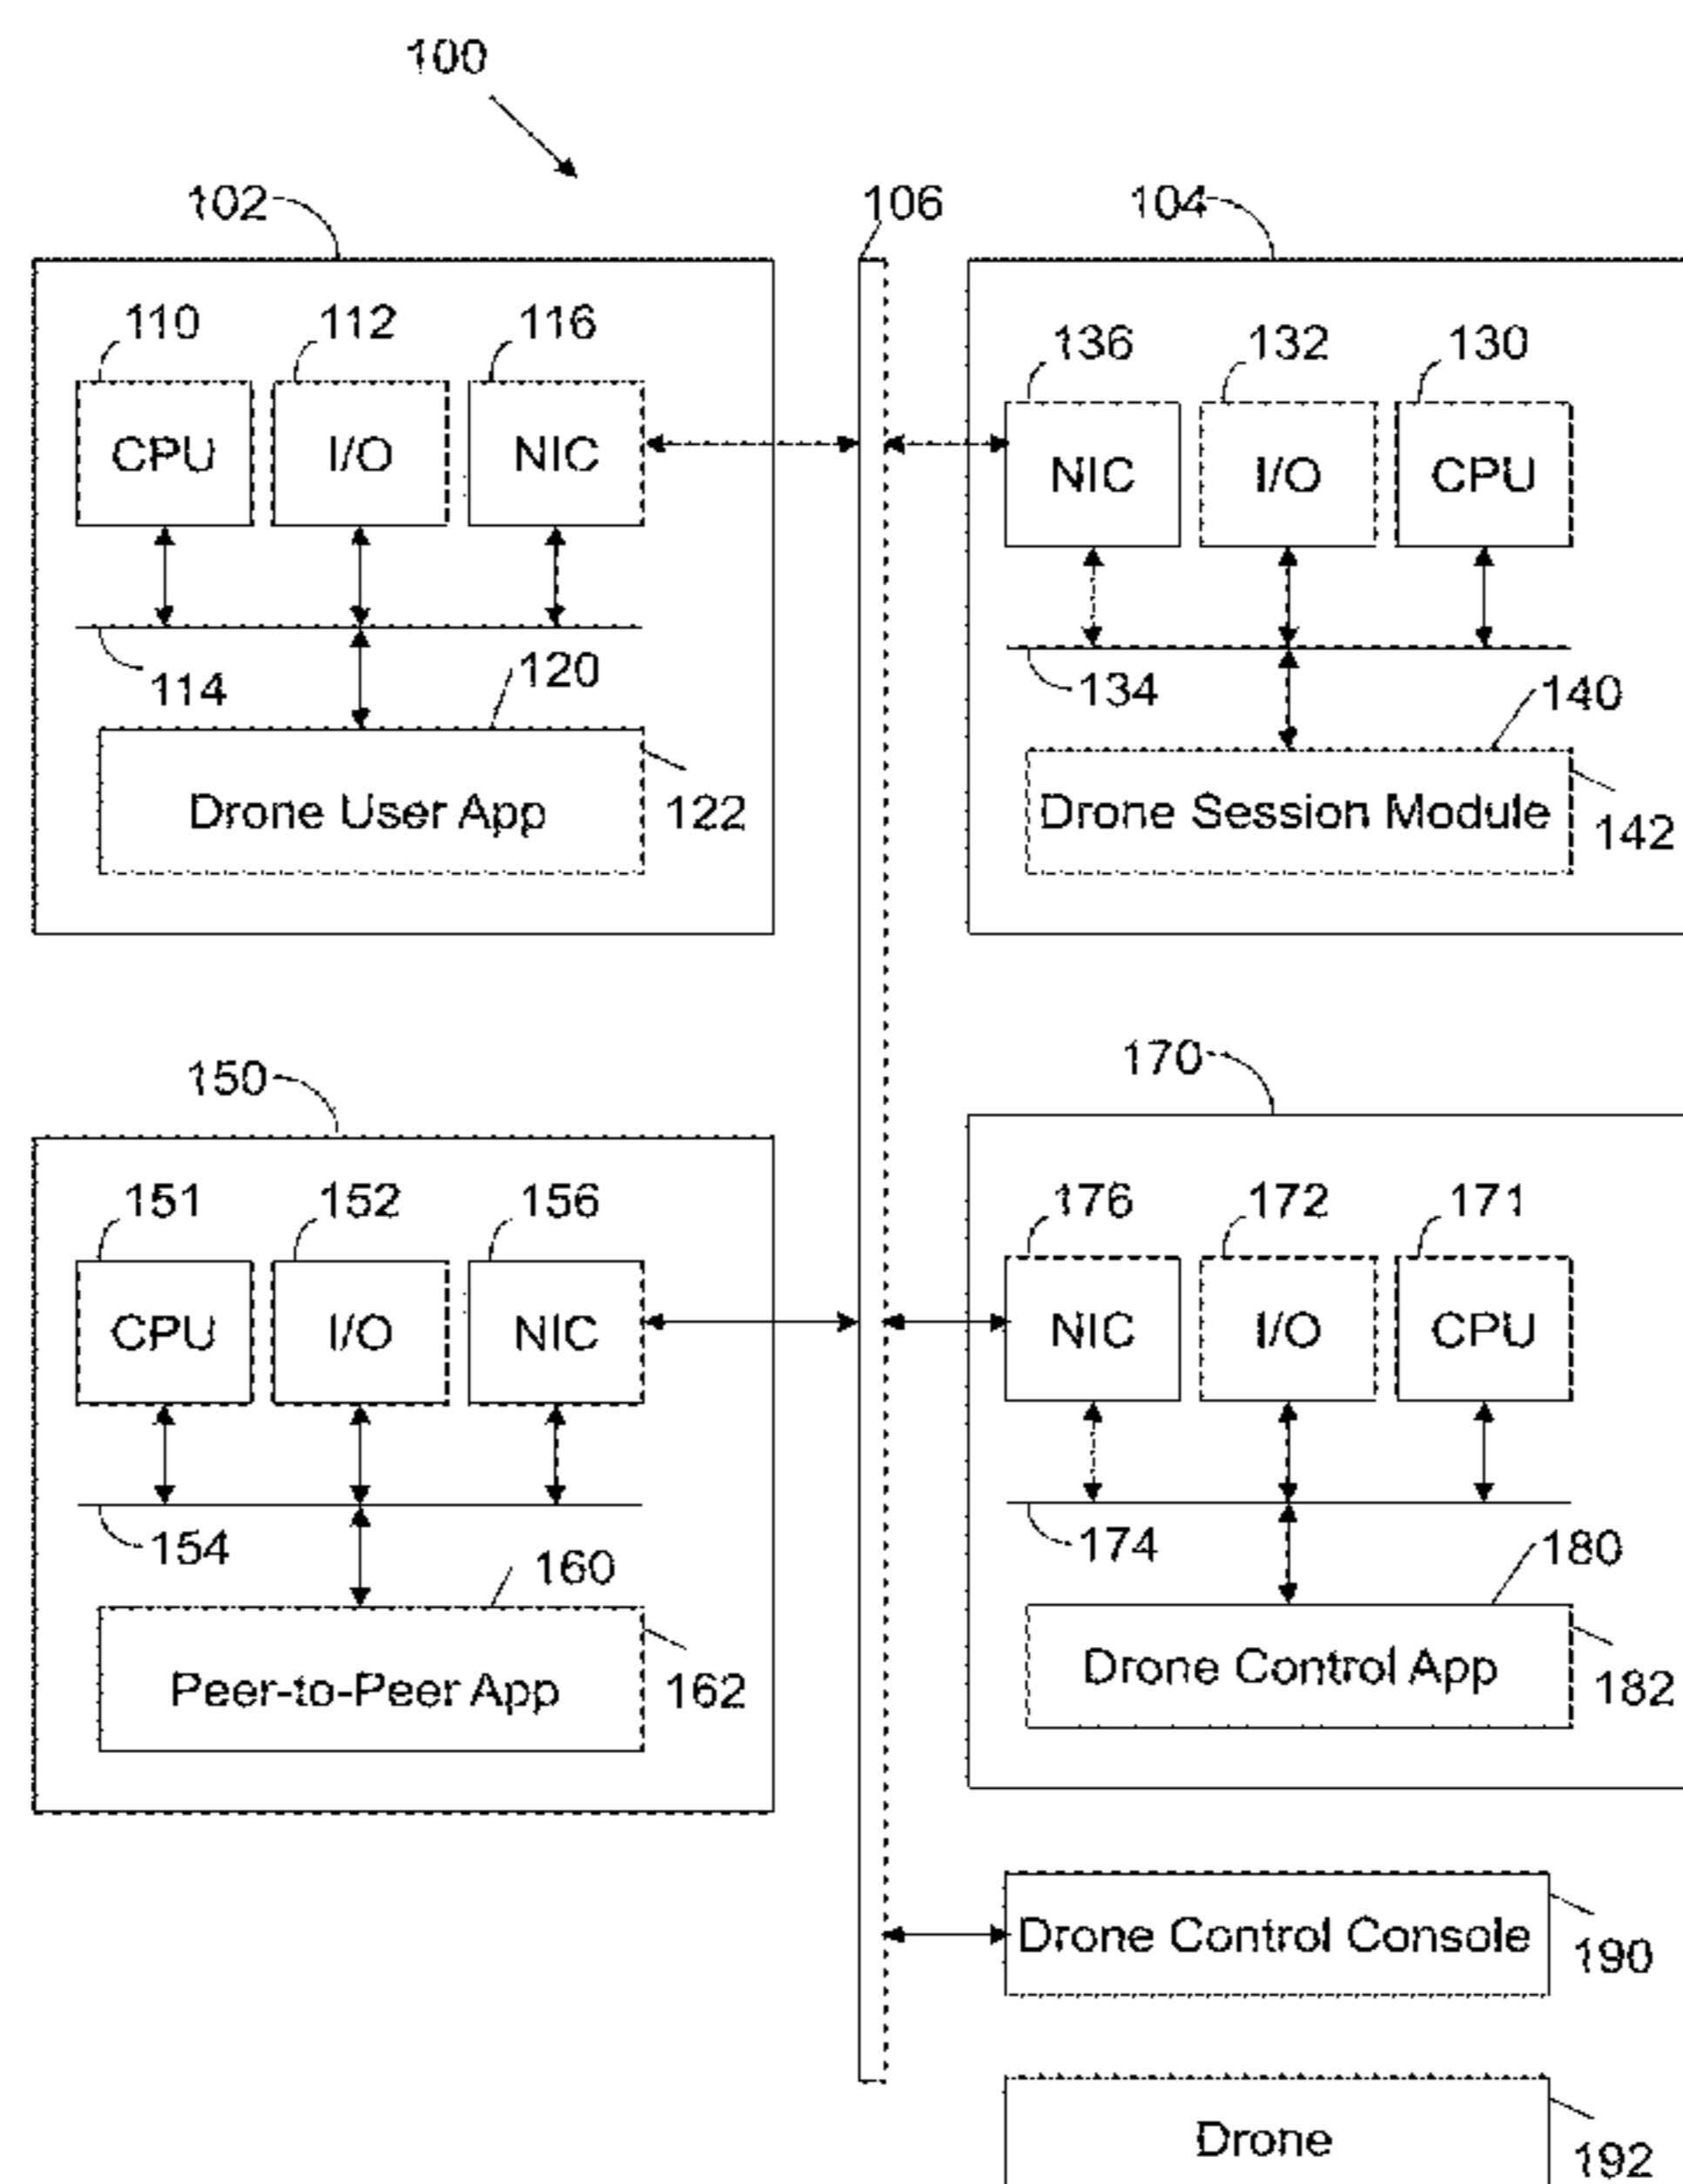 100
102
106
104
110 112 116
136 132 130
CPU I/O NIC
NIC I/O CPU
114
120
134
140
Drone User App
122
Drone Session Module
142
150
170
151 152 156
176 172 171
CPU I/O NIC
NIC I/O CPU
154
160
174
180
Peer-to-Peer App
162
Drone Control App
182
Drone Control Console
190
Drone
192